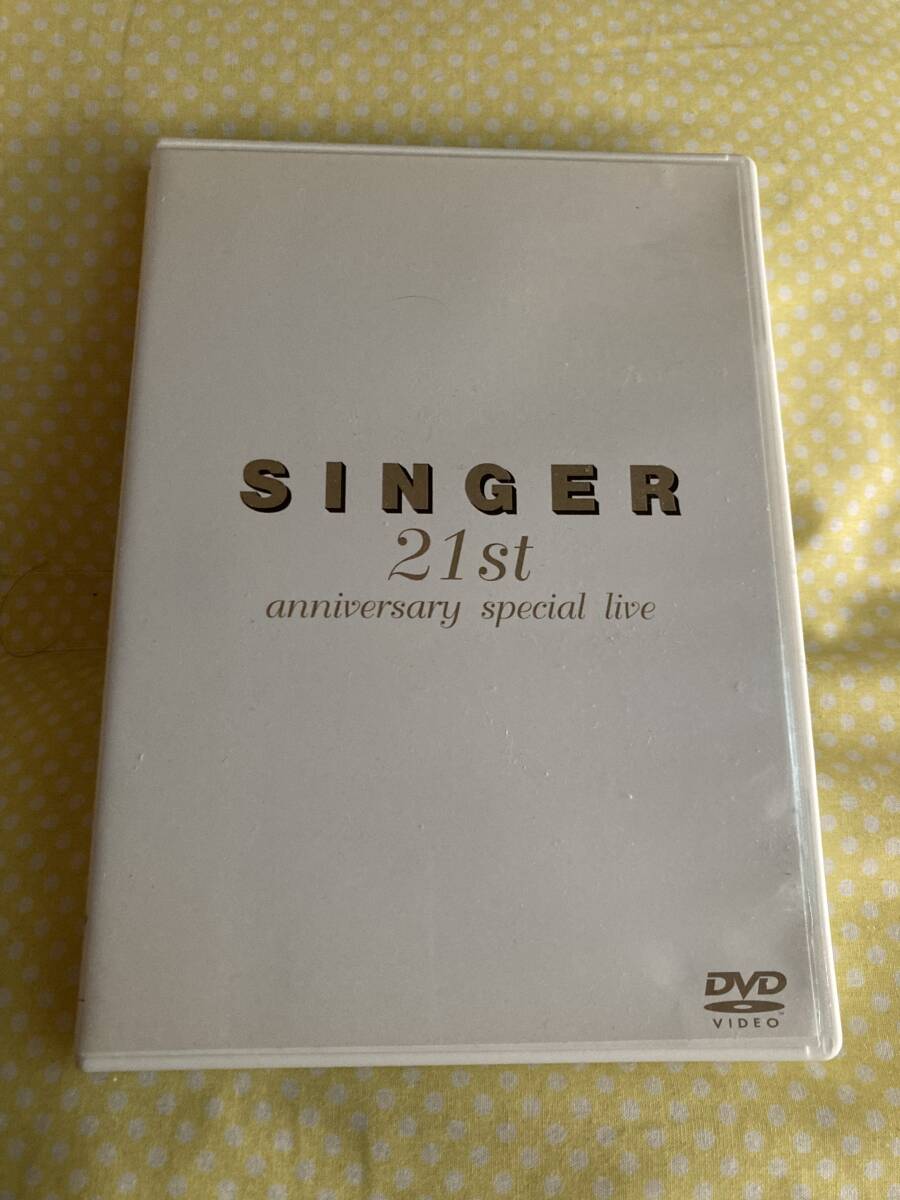 SINGER
21st
anniversary special live
DVD
VIDEO